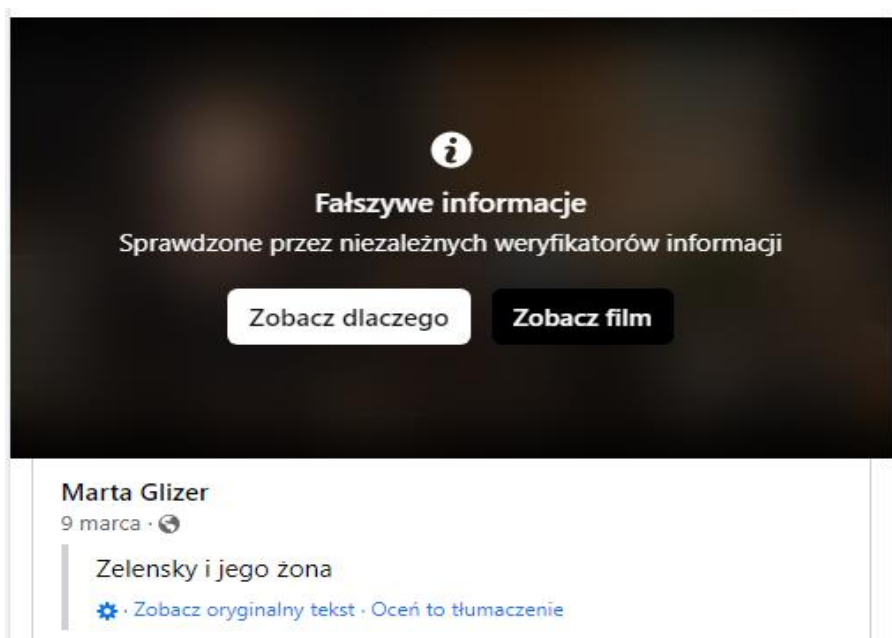 Fałszywe informacje
Sprawdzone przez niezależnych weryfikatorów informacji
Zobacz dlaczego Zobacz film
Marta Glizer
9 marca ·
Zelensky i jego żona
· Zobacz oryginalny tekst · Oceń to tłumaczenie